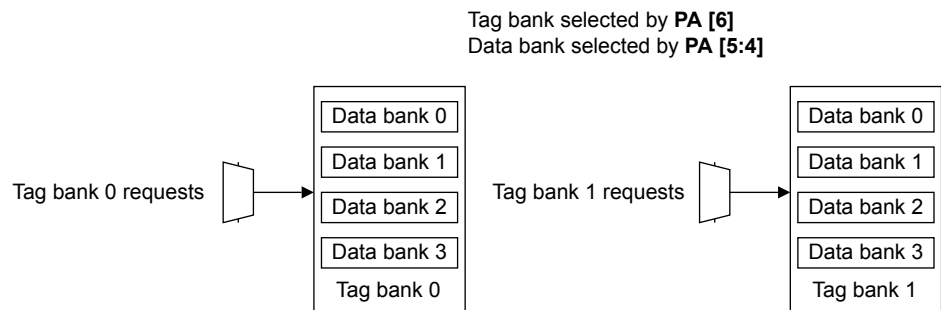 Tag bank selected by PA [6]
Data bank selected by PA [5:4]
Tag bank 0 requests
Data bank 0
Data bank 1
Data bank 2
Data bank 3
Tag bank 0
Tag bank 1 requests
Data bank 0
Data bank 1
Data bank 2
Data bank 3
Tag bank 1